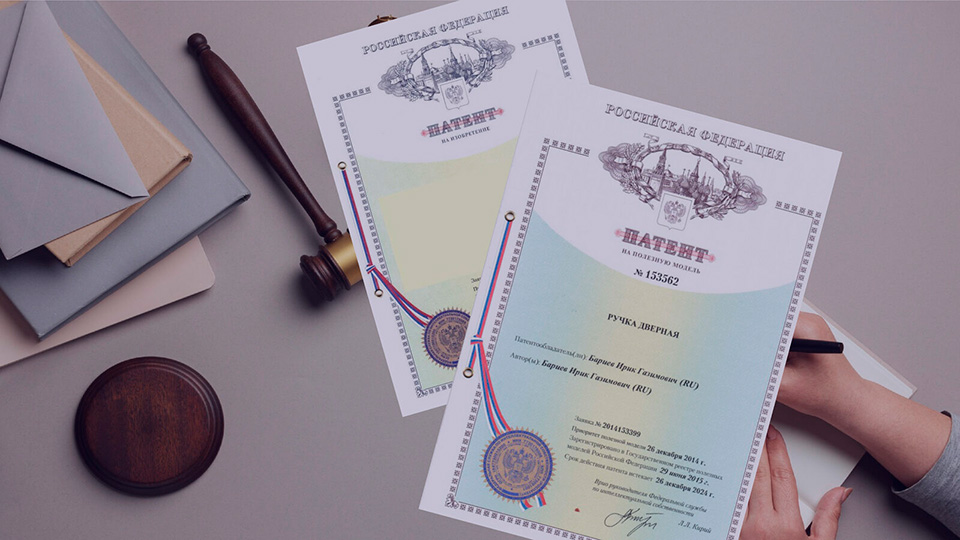 РОССИЙСКАЯ ФЕДЕРАЦИЯ
ПАТЕНТ
НА ИЗОБРЕТЕНИЕ
РОССИЙСКАЯ ФЕДЕРАЦИЯ
ПАТЕНТ
НА ПОЛЕЗНУЮ МОДЕЛЬ
№ 153562
РУЧКА ДВЕРНАЯ
Патентообладатель(ли): Бариев Ирик Газимович (RU)
Автор(ы): Бариев Ирик Газимович (RU)
Заявка № 2014153399
Приоритет полезной модели 26 декабря 2014 г.
Зарегистрировано в Государственном реестре полезных
моделей Российской Федерации 29 июня 2015 г.
Срок действия патента истекает 26 декабря 2024 г.
Врио руководителя Федеральной службы
по интеллектуальной собственности
Л.Л. Кирий